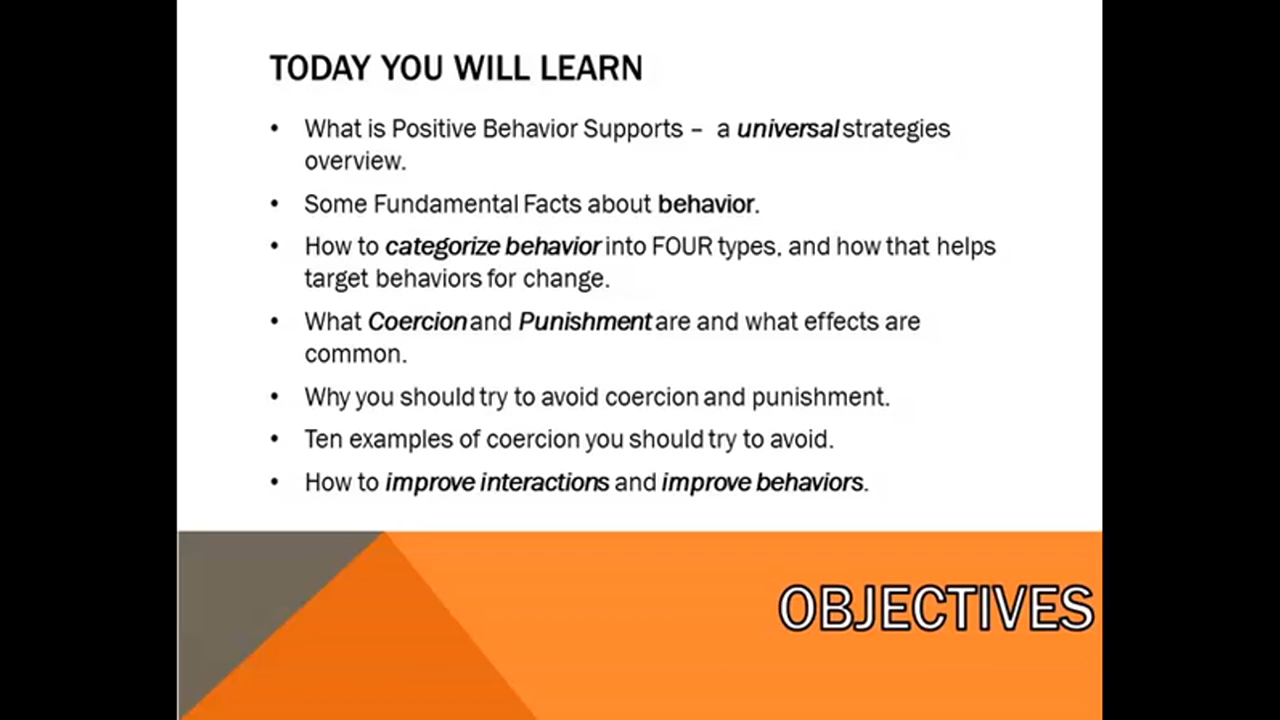 TODAY YOU WILL LEARN
• What is Positive Behavior Supports – a universal strategies
overview.
• Some Fundamental Facts about behavior.
• How to categorize behavior into FOUR types, and how that helps
target behaviors for change.
• What Coercion and Punishment are and what effects are
common.
• Why you should try to avoid coercion and punishment.
• Ten examples of coercion you should try to avoid.
• How to improve interactions and improve behaviors.
OBJECTIVES